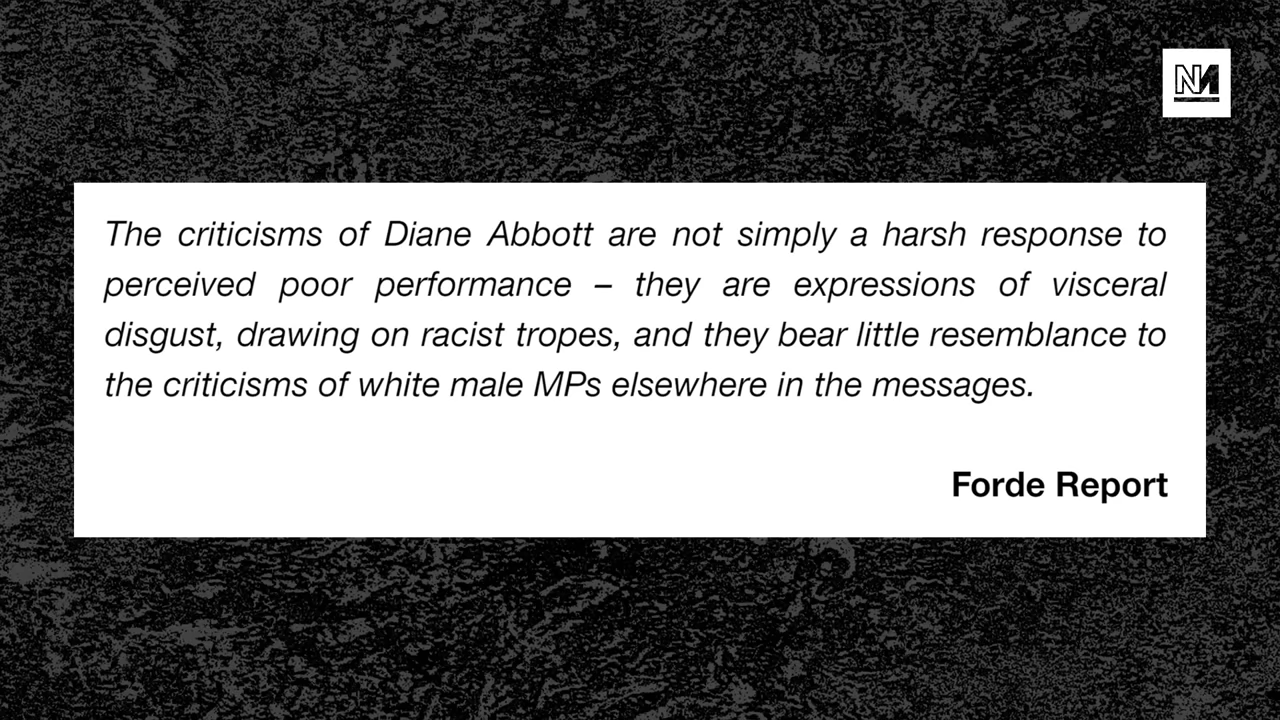 NM
The criticisms of Diane Abbott are not simply a harsh response to
perceived poor performance – they are expressions of visceral
disgust, drawing on racist tropes, and they bear little resemblance to
the criticisms of white male MPs elsewhere in the messages.
Forde Report